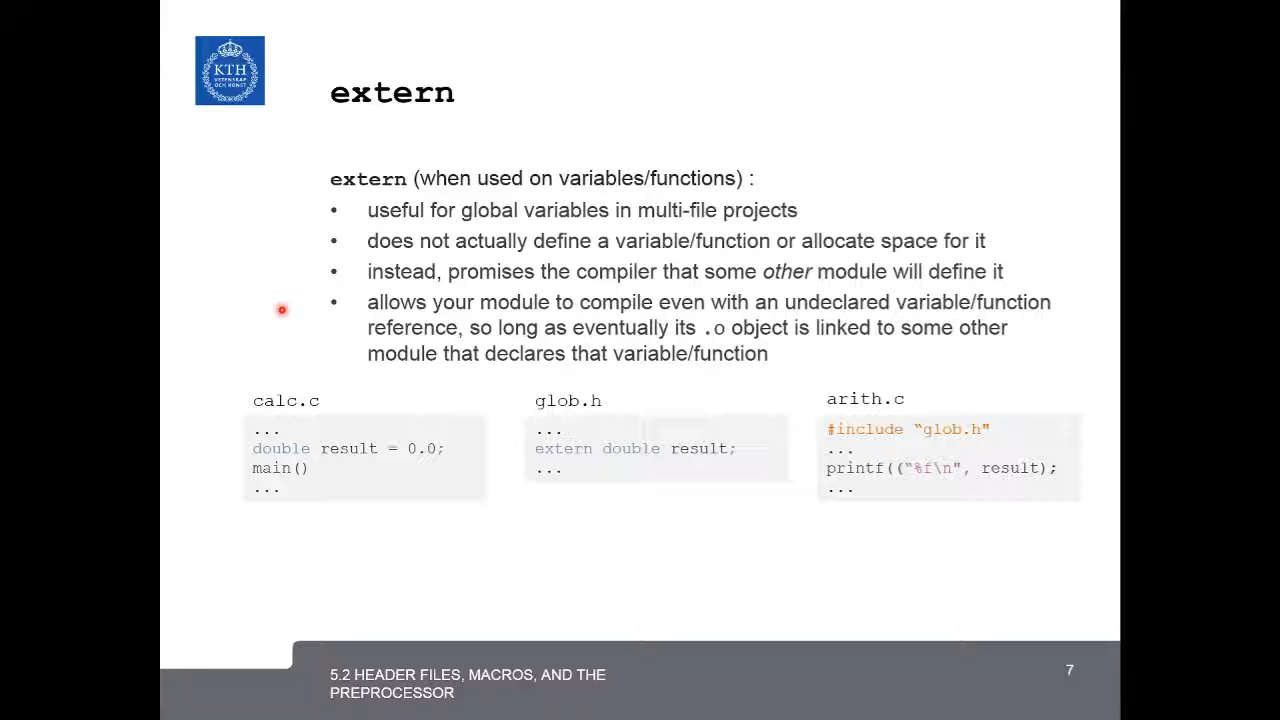 KTH
VETENSKAP
OCH KONST
extern
extern (when used on variables/functions) :
• useful for global variables in multi-file projects
• does not actually define a variable/function or allocate space for it
• instead, promises the compiler that some other module will define it
• allows your module to compile even with an undeclared variable/function
reference, so long as eventually its .o object is linked to some other
module that declares that variable/function
calc.c
...
double result = 0.0;
main()
...
glob.h
...
extern double result;
...
arith.c
#include “glob.h"
...
printf((“%f\n", result);
...
5.2 HEADER FILES, MACROS, AND THE
PREPROCESSOR
7